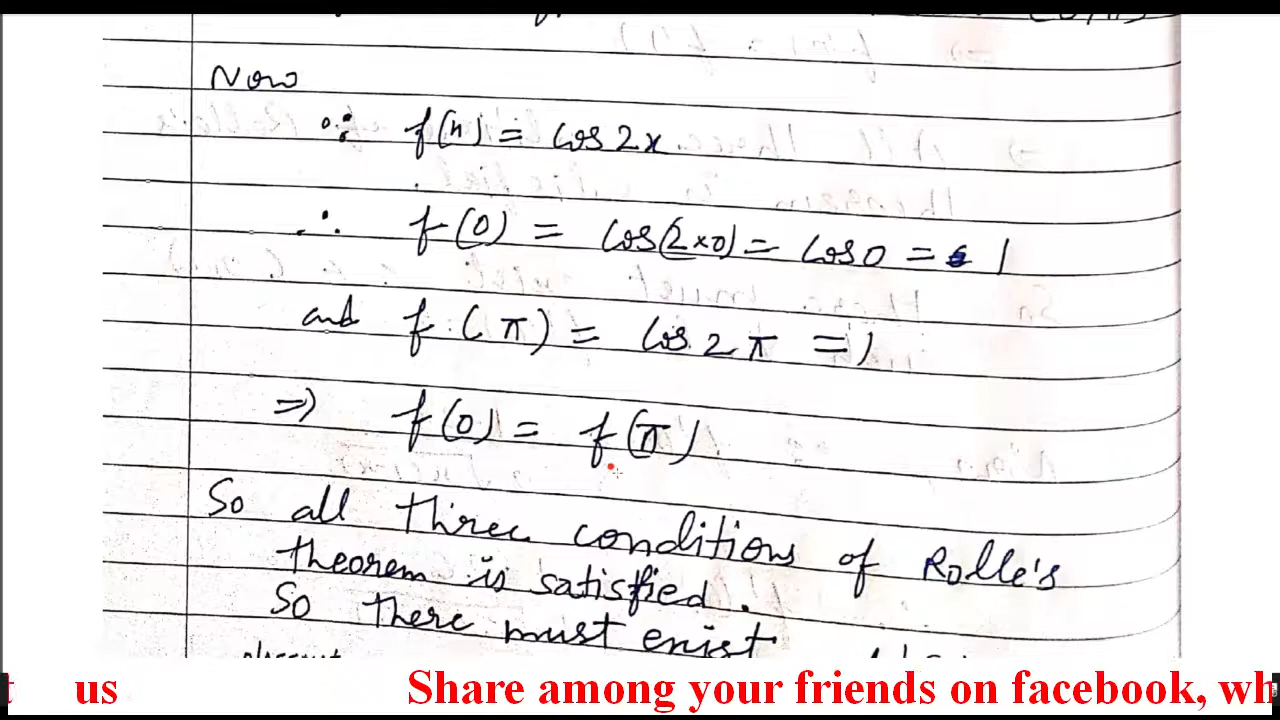 Now
∵ f(x) = cos 2x
∴ f(0) = cos(2×0) = cos 0 = 1
and f(π) = cos 2π = 1
⇒ f(0) = f(π)
So all three conditions of Rolle's
theorem is satisfied.
So there must exist
us Share among your friends on facebook, wh